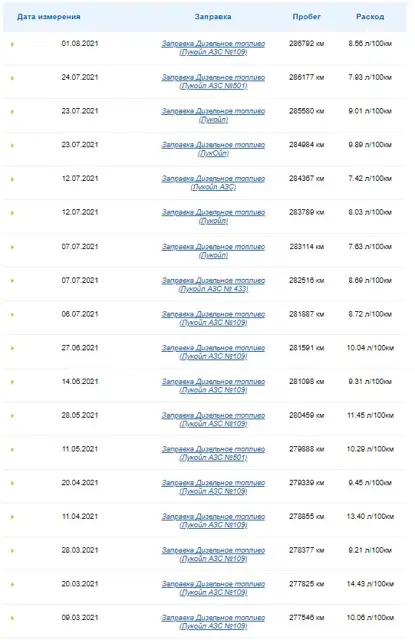 Дата измерения Заправка Пробег Расход
01.08.2021 Заправка Дизельное топливо 286792 км 8.56 л/100км
(Лукойл АЗС №109)
24.07.2021 Заправка Дизельное топливо 286177 км 7.93 л/100км
(Лукойл АЗС №501)
23.07.2021 Заправка Дизельное топливо 285580 км 9.01 л/100км
(Лукойл)
23.07.2021 Заправка Дизельное топливо 284984 км 9.89 л/100км
(ЛукОйл)
12.07.2021 Заправка Дизельное топливо 284367 км 7.42 л/100км
(Лукойл АЗС)
12.07.2021 Заправка Дизельное топливо 283789 км 8.03 л/100км
(Лукойл)
07.07.2021 Заправка Дизельное топливо 283114 км 7.63 л/100км
(Лукойл)
07.07.2021 Заправка Дизельное топливо 282516 км 8.69 л/100км
(Лукойл АЗС № 433)
06.07.2021 Заправка Дизельное топливо 281887 км 8.72 л/100км
(Лукойл АЗС №109)
27.06.2021 Заправка Дизельное топливо 281591 км 10.04 л/100км
(Лукойл АЗС №109)
14.06.2021 Заправка Дизельное топливо 281098 км 9.31 л/100км
(Лукойл АЗС №109)
28.05.2021 Заправка Дизельное топливо 280459 км 11.45 л/100км
(Лукойл АЗС №109)
11.05.2021 Заправка Дизельное топливо 279888 км 10.29 л/100км
(Лукойл АЗС №501)
20.04.2021 Заправка Дизельное топливо 279339 км 9.46 л/100км
(Лукойл АЗС №109)
11.04.2021 Заправка Дизельное топливо 278855 км 13.40 л/100км
(Лукойл АЗС №109)
28.03.2021 Заправка Дизельное топливо 278377 км 9.21 л/100км
(Лукойл АЗС №109)
20.03.2021 Заправка Дизельное топливо 277825 км 14.43 л/100км
(Лукойл АЗС №109)
09.03.2021 Заправка Дизельное топливо 277546 км 10.06 л/100км
(Лукойл АЗС №109)